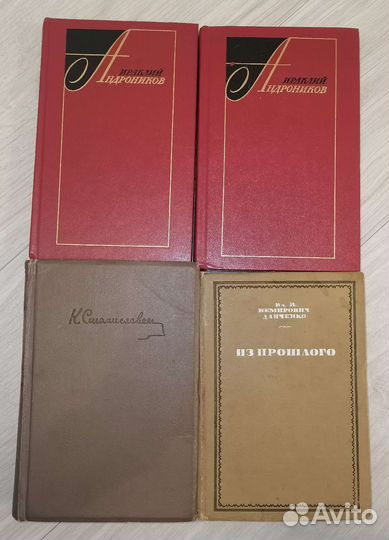 Ираклий
Андроников
Ираклий
Андроников
К. Станиславский
Вл. И.
НЕМИРОВИЧ
ДАНЧЕНКО
ИЗ ПРОШЛОГО
Avito